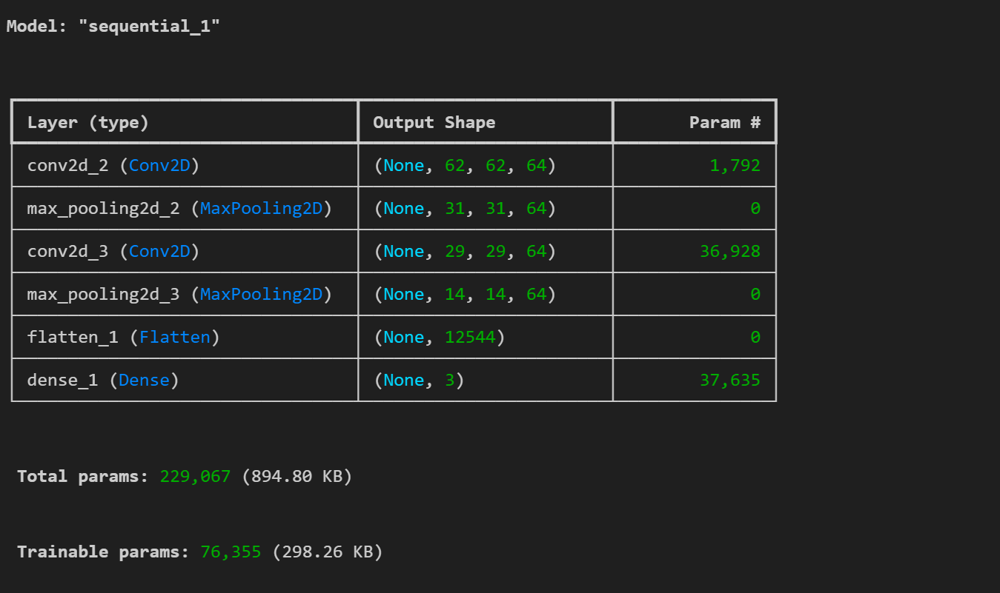 Model: "sequential_1"
Layer (type) Output Shape Param #
conv2d_2 (Conv2D) (None, 62, 62, 64) 1,792
max_pooling2d_2 (MaxPooling2D) (None, 31, 31, 64) 0
conv2d_3 (Conv2D) (None, 29, 29, 64) 36,928
max_pooling2d_3 (MaxPooling2D) (None, 14, 14, 64) 0
flatten_1 (Flatten) (None, 12544) 0
dense_1 (Dense) (None, 3) 37,635
Total params: 229,067 (894.80 KB)
Trainable params: 76,355 (298.26 KB)